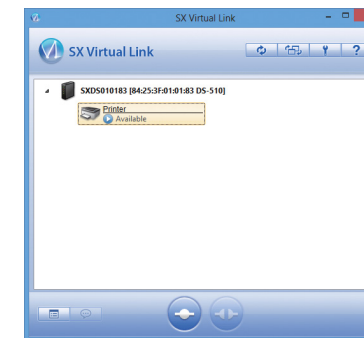 SX Virtual Link
SX Virtual Link
?
SXDS010183 [84:25:3F:01:01:83 DS-510]
Printer
Available